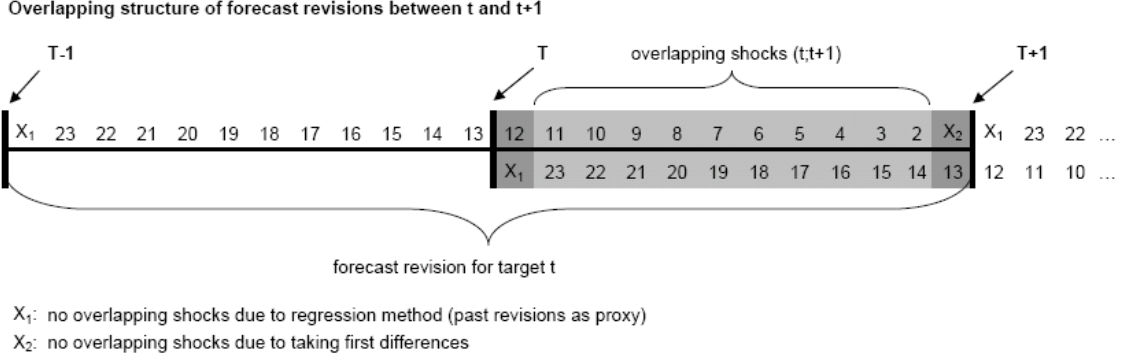 Overlapping structure of forecast revisions between t and t+1
T-1 T overlapping shocks (t;t+1) T+1
X₁ 23 22 21 20 19 18 17 16 15 14 13 12 11 10 9 8 7 6 5 4 3 2 X₂ X₁ 23 22 ...
X₁ 23 22 21 20 19 18 17 16 15 14 13 12 11 10 ...
forecast revision for target t
X₁: no overlapping shocks due to regression method (past revisions as proxy)
X₂: no overlapping shocks due to taking first differences